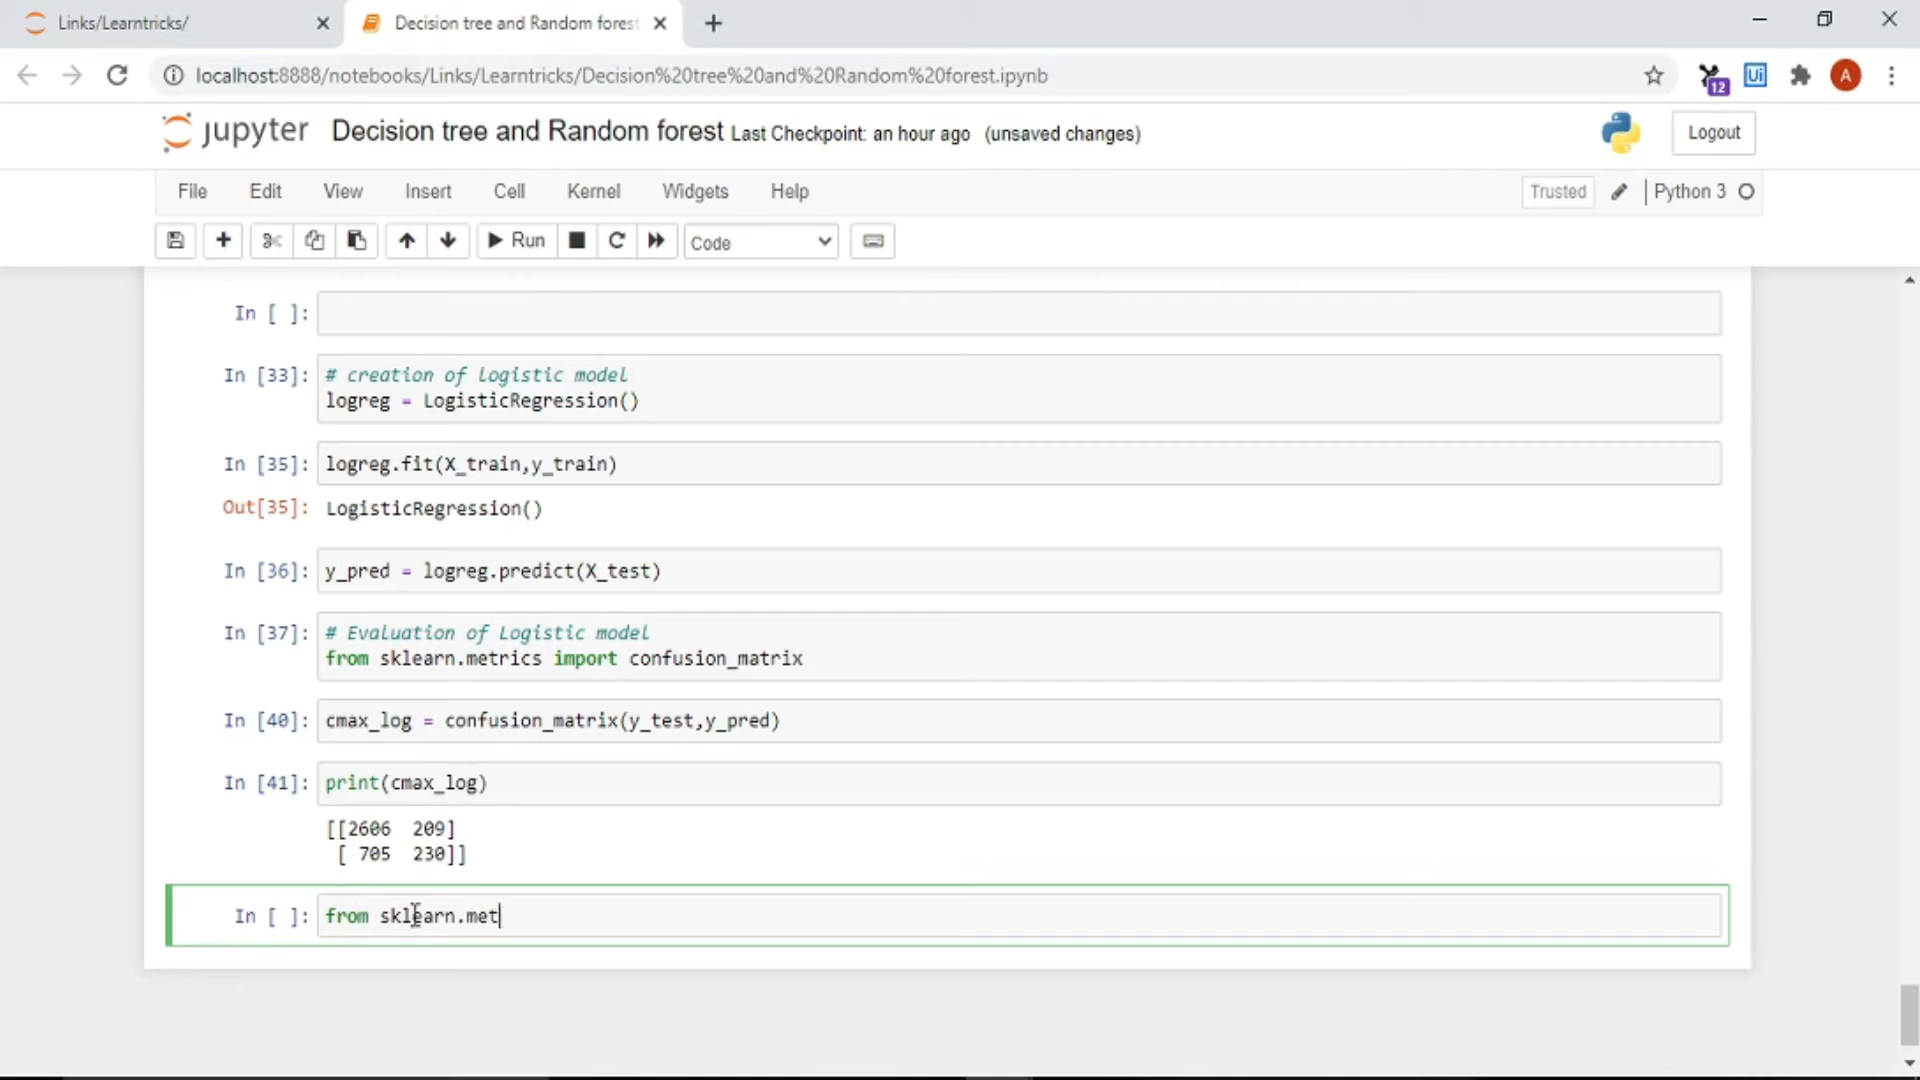 Links/Learntricks/
Decision tree and Random forest
localhost:8888/notebooks/Links/Learntricks/Decision%20tree%20and%20Random%20forest.ipynb
12
Ui
A
jupyter Decision tree and Random forest Last Checkpoint: an hour ago (unsaved changes)
Logout
File Edit View Insert Cell Kernel Widgets Help
Trusted
Python 3
Run
Code
In [ ]:
In [33]: # creation of logistic model
logreg = LogisticRegression()
In [35]: logreg.fit(X_train,y_train)
Out[35]: LogisticRegression()
In [36]: y_pred = logreg.predict(X_test)
In [37]: # Evaluation of Logistic model
from sklearn.metrics import confusion_matrix
In [40]: cmax_log = confusion_matrix(y_test,y_pred)
In [41]: print(cmax_log)
[[2606 209]
[ 705 230]]
In [ ]: from sklearn.met